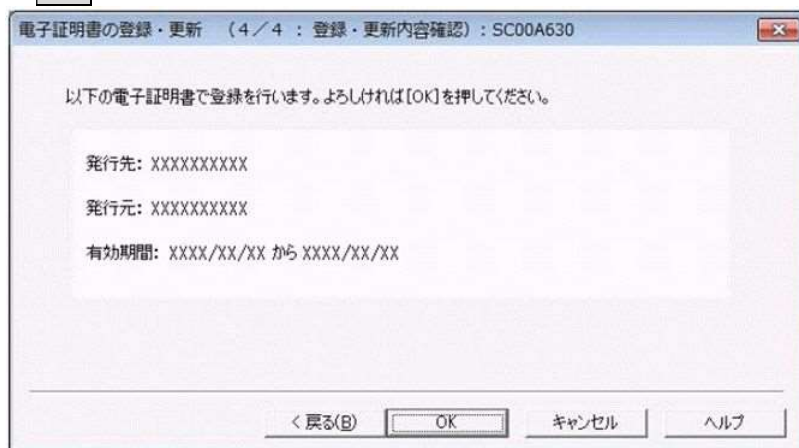 電子証明書の登録・更新 （4／4 ： 登録・更新内容確認）: SC00A630
以下の電子証明書で登録を行います。よろしければ[OK]を押してください。
発行先: XXXXXXXXXX
発行元: XXXXXXXXXX
有効期間: XXXX/XX/XX から XXXX/XX/XX
< 戻る(B) OK キャンセル ヘルプ